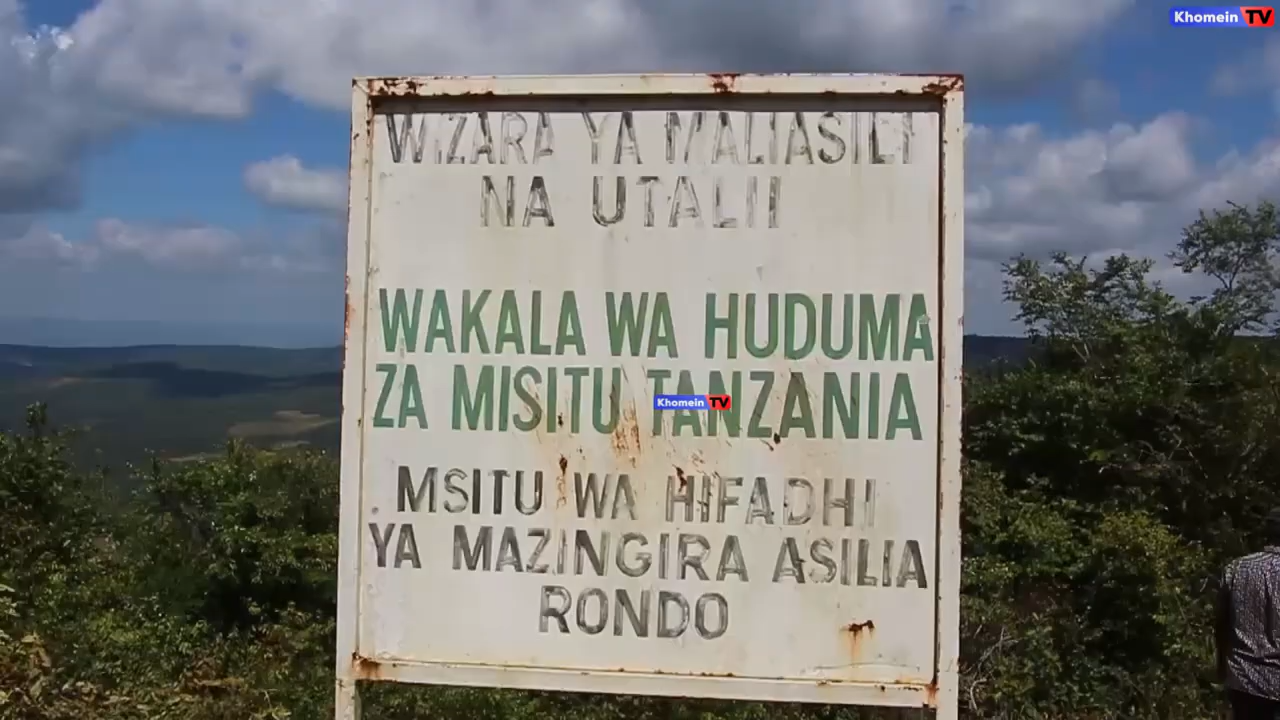 Khomein TV
WIZARA YA MALIASILI
NA UTALII
WAKALA WA HUDUMA
ZA MISITU TANZANIA
Khomein TV
MSITU WA HIFADHI
YA MAZINGIRA ASILIA
RONDO